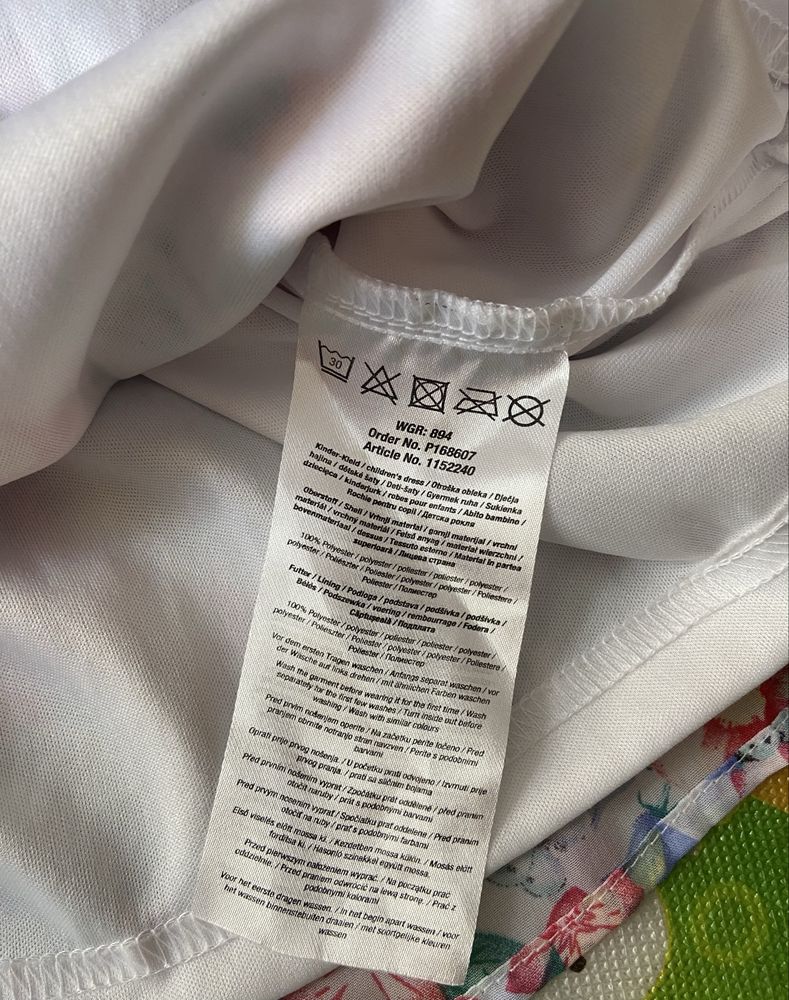 30
WGR: 894
Order No. P168607
Article No. 1152240
Kinder-Kleid / children's dress / Otroška obleka / Dječja
haljina / dětské šaty / Deti-šaty / Gyermek ruha / Sukienka
dziecięca / kinderjurk / robes pour enfants / Abito bambino /
Rochie pentru copil / Детска рокля
Oberstoff / Shell / Vrhnji material / gornji materijal / vrchní
materiál / vrchný materiál / Felső anyag / materiał wierzchni /
bovenmateriaal / dessus / Tessuto esterno / Material în partea
superioară / Лицева страна
100% Polyester / polyester / poliester / poliester / polyester /
polyester / Poliészter / Poliester / polyester / polyester / Poliestere /
Poliester / Полиестер
Futter / Lining / Podloga / podstava / podšívka / podšívka /
Bélés / Podszewka / voering / rembourrage / Fodera /
Căptuşeală / Подплата
100% Polyester / polyester / poliester / poliester / polyester /
polyester / Poliészter / Poliester / polyester / polyester / Poliestere /
Poliester / Полиестер
Vor dem ersten Tragen waschen / Anfangs separat waschen / vor
der Wäsche auf links drehen / mit ähnlichen Farben waschen
Wash the garment before wearing it for the first time / Wash
separately for the first few washes / Turn inside out before
washing / Wash with similar colours
Pred prvim nošenjem operite / Na začetku perite ločeno / Pred
pranjem obrnite notranjo stran navzven / Perite s podobnimi
barvami
Oprati prije prvog nošenja. / U početku prati odvojeno / Izvrnuti prije
prvog pranja. / prati sa sličnim bojama
Před prvním nošením vyprat / Zpočátku prát odděleně / před praním
otočit naruby / prát s podobnými barvami
Pred prvým nosením vyprať / Spočiatku prať oddelene / Pred praním
otočiť na ruby / prať s podobnými farbami
Első viselés előtt mossa ki. / Kezdetben mossa külön. / Mosás előtt
fordítsa ki. / Hasonló színekkel együtt mossa.
Przed pierwszym nałożeniem wyprać. / Na początku prać
oddzielnie. / Przed praniem odwrócić na lewą stronę. / Prać z
podobnymi kolorami
Voor het eerste dragen wassen. / In het begin apart wassen / voor
het wassen binnenstebuiten draaien / met soortgelijke kleuren
wassen